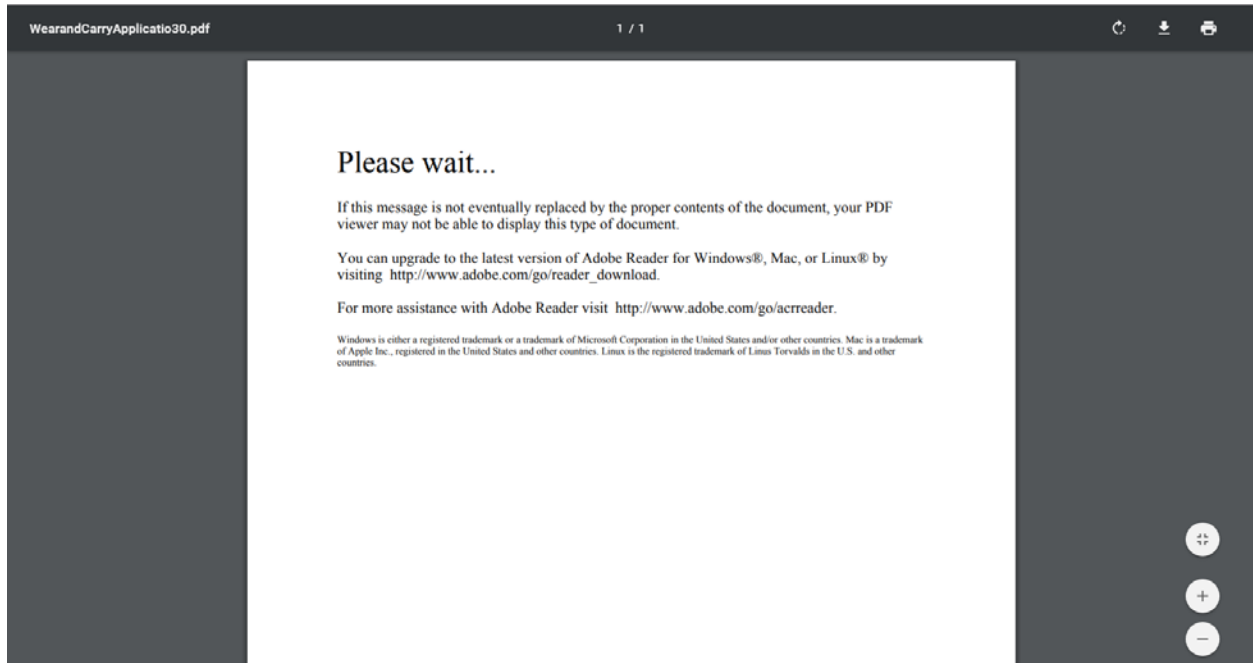 WearandCarryApplicatio30.pdf
1 / 1
Please wait...
If this message is not eventually replaced by the proper contents of the document, your PDF
viewer may not be able to display this type of document.
You can upgrade to the latest version of Adobe Reader for Windows®, Mac, or Linux® by
visiting  http://www.adobe.com/go/reader_download.
For more assistance with Adobe Reader visit  http://www.adobe.com/go/acrreader.
Windows is either a registered trademark or a trademark of Microsoft Corporation in the United States and/or other countries. Mac is a trademark
of Apple Inc., registered in the United States and other countries. Linux is the registered trademark of Linus Torvalds in the U.S. and other
countries.